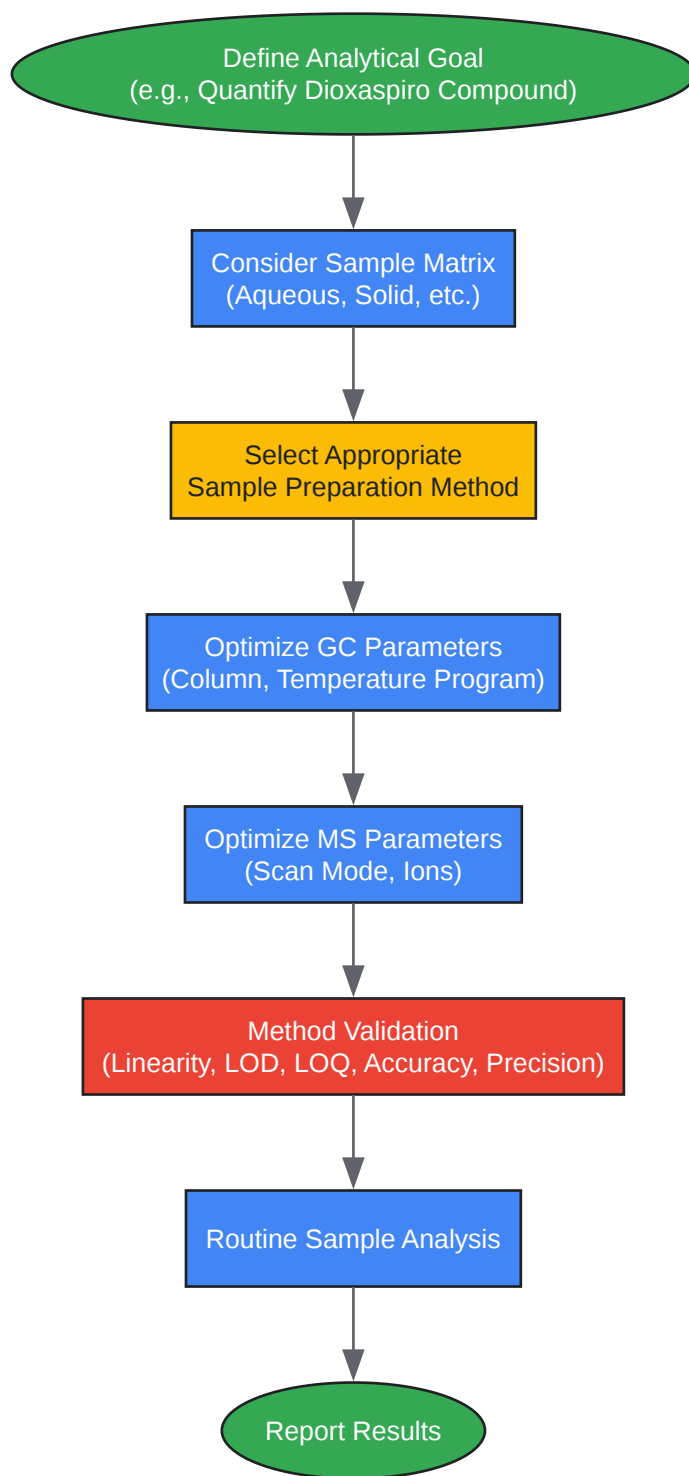 Define Analytical Goal
(e.g., Quantify Dioxaspiro Compound)
Consider Sample Matrix
(Aqueous, Solid, etc.)
Select Appropriate
Sample Preparation Method
Optimize GC Parameters
(Column, Temperature Program)
Optimize MS Parameters
(Scan Mode, Ions)
Method Validation
(Linearity, LOD, LOQ, Accuracy, Precision)
Routine Sample Analysis
Report Results